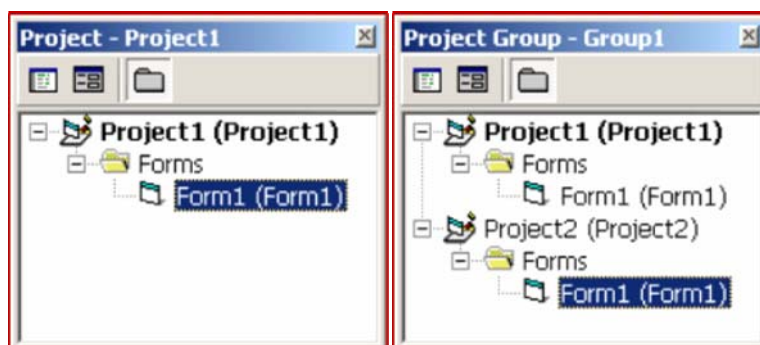 Project - Project1
Project1 (Project1)
Forms
Form1 (Form1)
Project Group - Group1
Project1 (Project1)
Forms
Form1 (Form1)
Project2 (Project2)
Forms
Form1 (Form1)